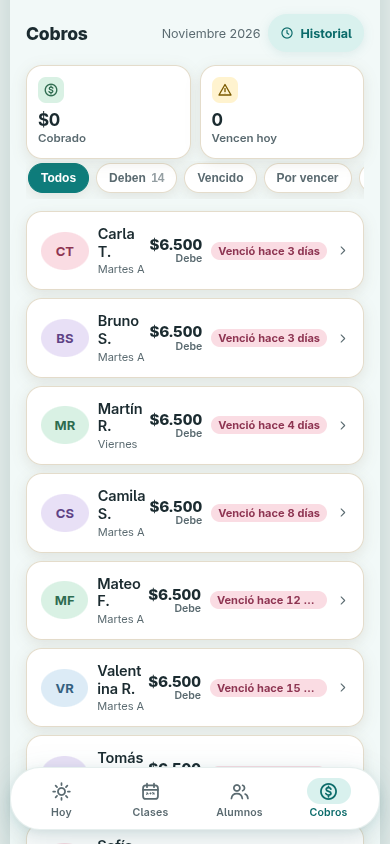 Cobros
Noviembre 2026
Historial
$0
Cobrado
0
Vencen hoy
Todos
Deben 14
Vencido
Por vencer
CT
Carla
T.
Martes A
$6.500
Debe
Venció hace 3 días
BS
Bruno
S.
Martes A
$6.500
Debe
Venció hace 3 días
MR
Martín
R.
Viernes
$6.500
Debe
Venció hace 4 días
CS
Camila
S.
Martes A
$6.500
Debe
Venció hace 8 días
MF
Mateo
F.
Martes A
$6.500
Debe
Venció hace 12 ...
VR
Valent
ina R.
Martes A
$6.500
Debe
Venció hace 15 ...
Tomás
$6.500
Hoy
Clases
Alumnos
Cobros
Sofía